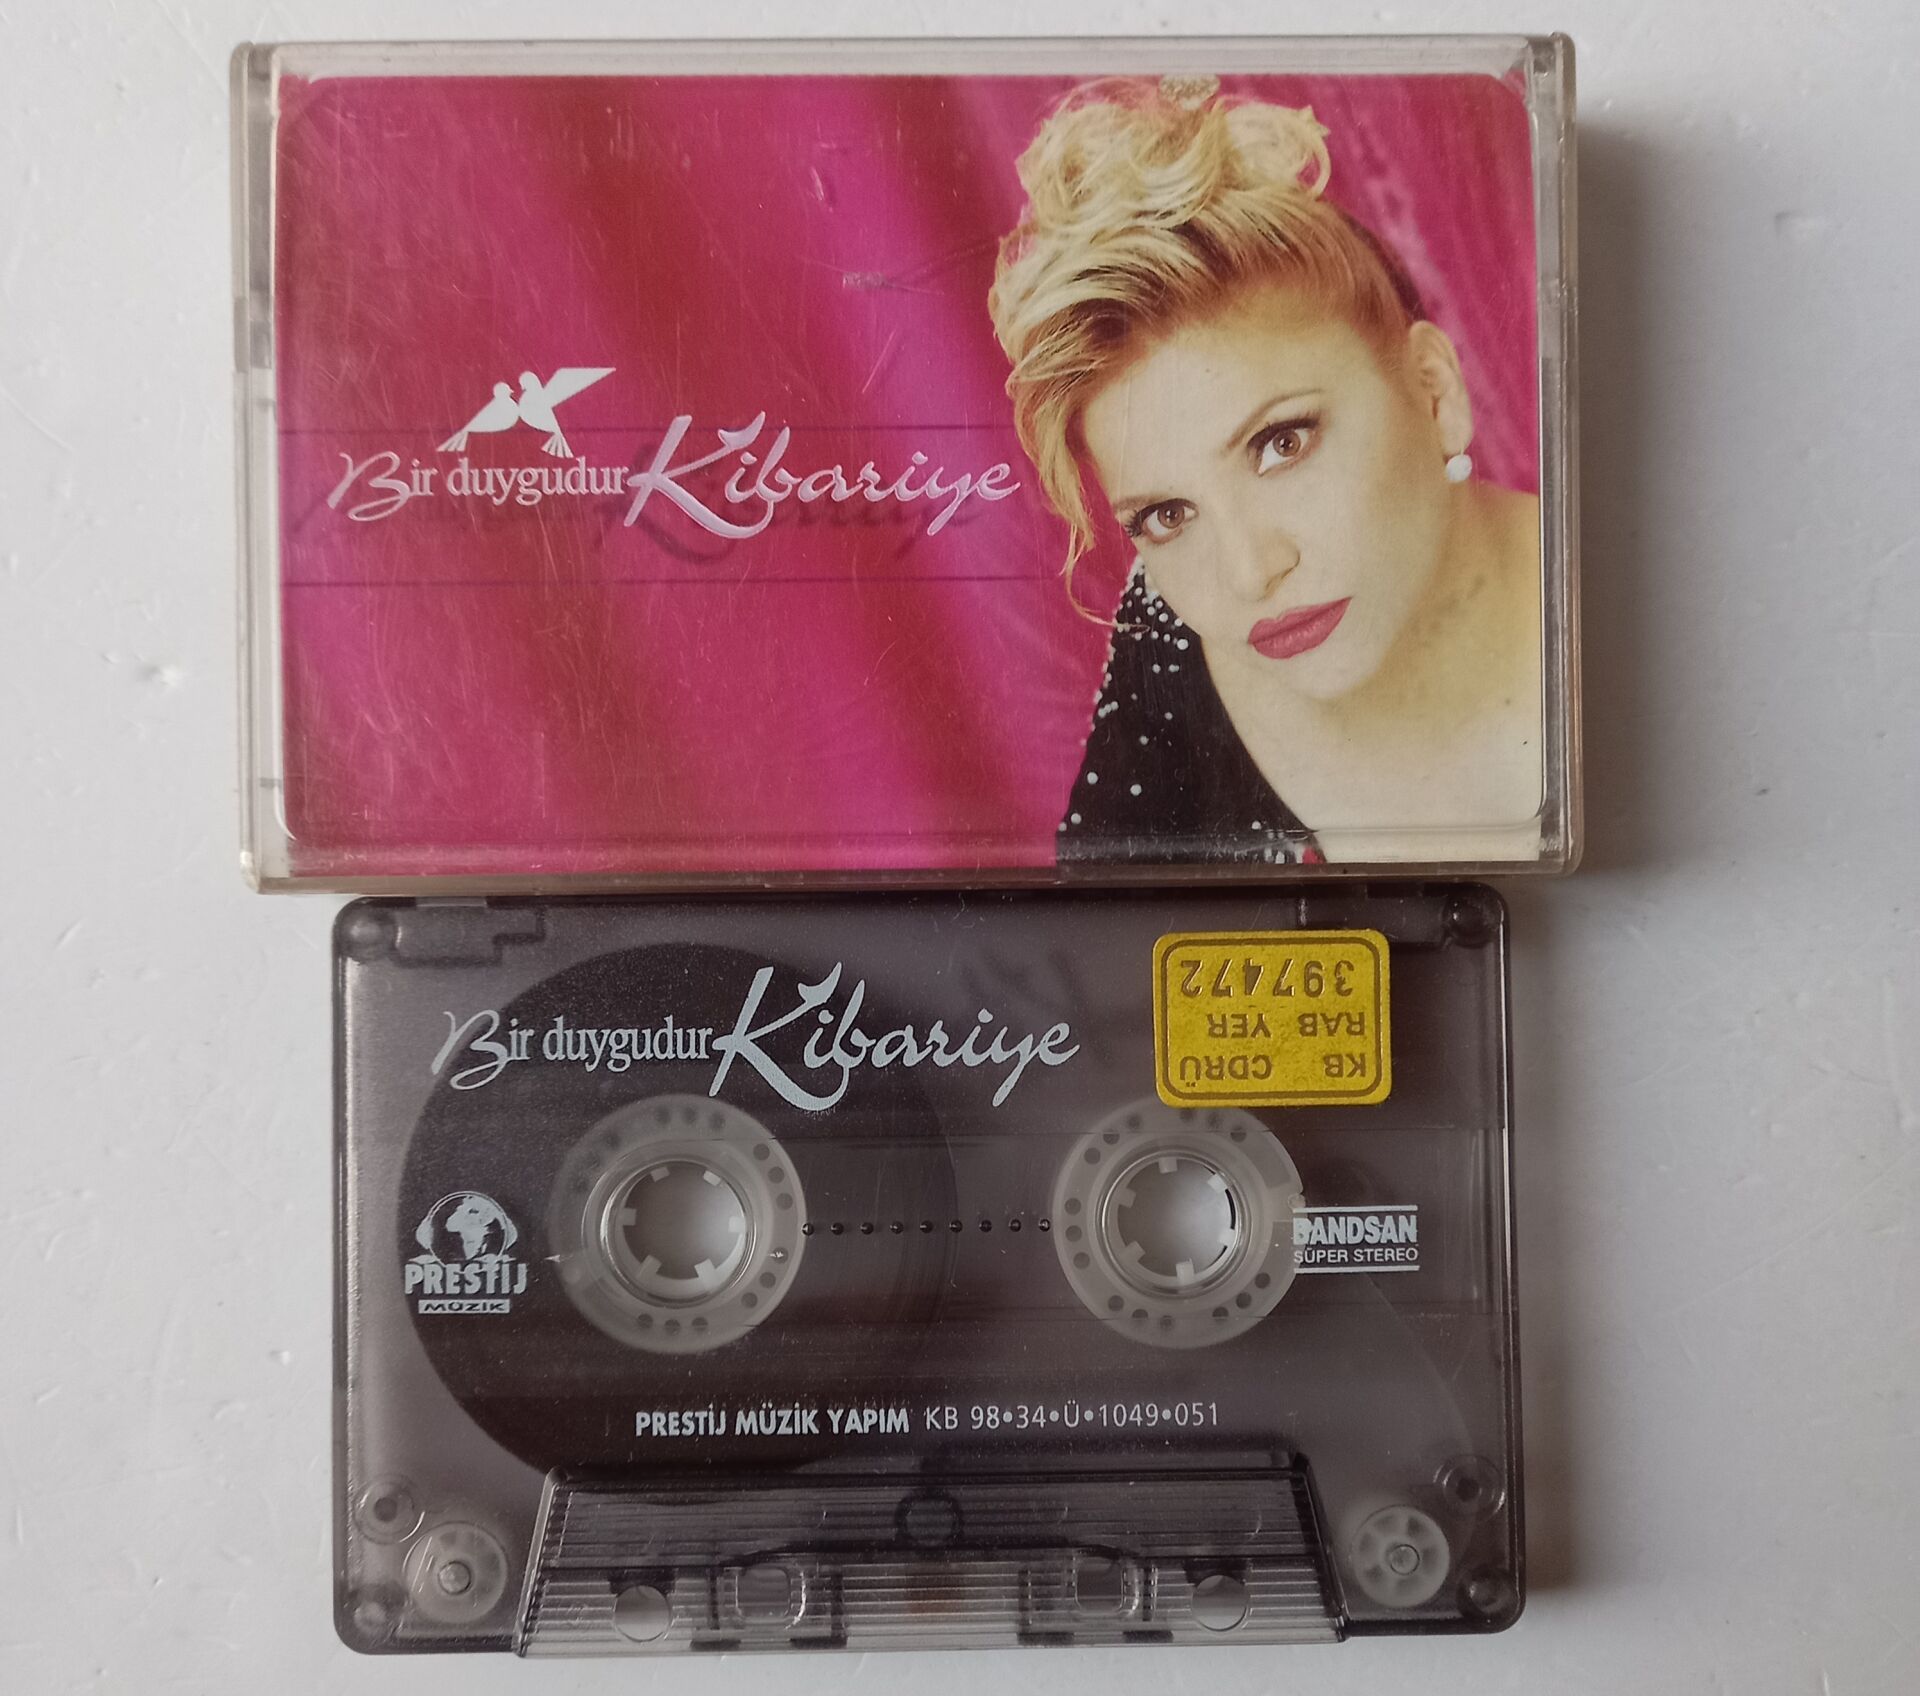 Bir duygudur Kibariye
Bir duygudur Kibariye
KB CDRÜ
RAB YER
397472
PRESTİJ
MÜZİK
BANDSAN
SÜPER STEREO
PRESTİJ MÜZİK YAPIM KB 98•34•Ü•1049•051